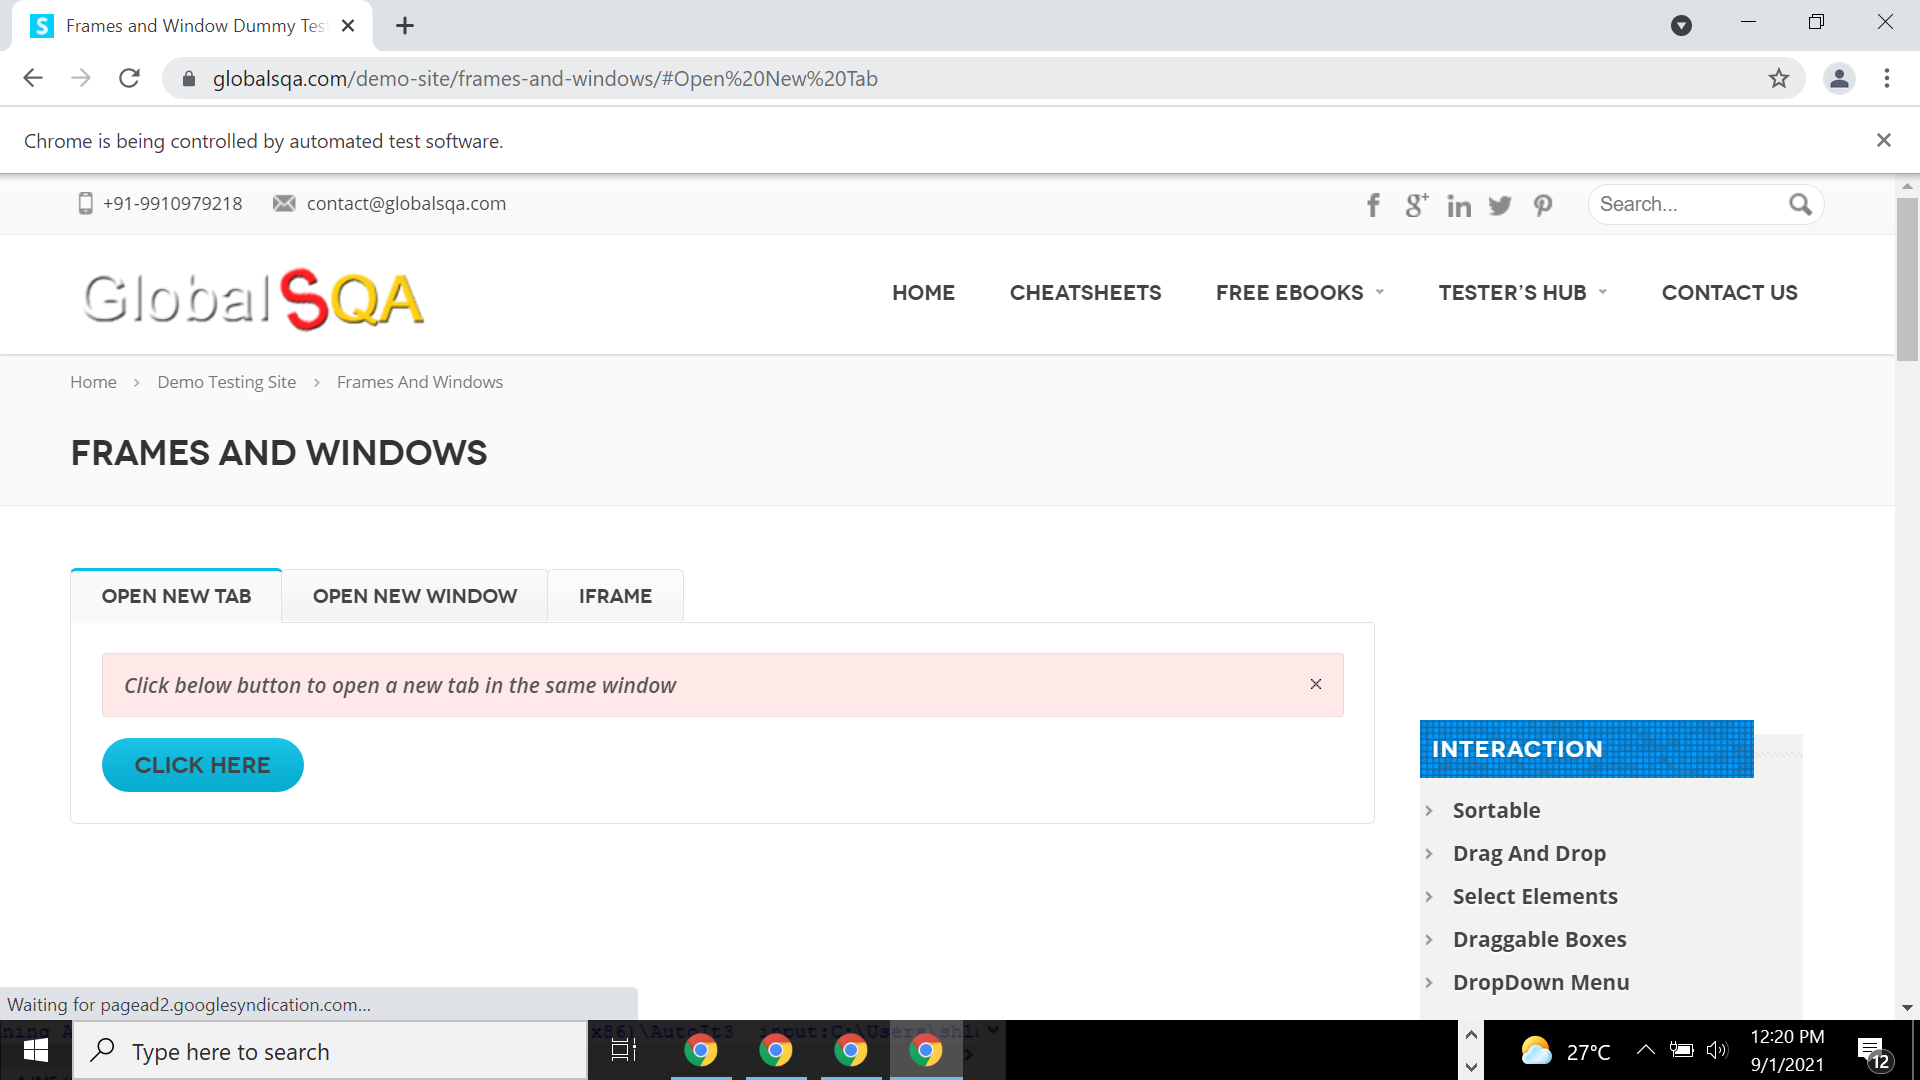 Frames and Window Dummy Tes
globalsqa.com/demo-site/frames-and-windows/#Open%20New%20Tab
Chrome is being controlled by automated test software.
+91-9910979218 contact@globalsqa.com Search...
GlobalSQA HOME CHEATSHEETS FREE EBOOKS TESTER’S HUB CONTACT US
Home > Demo Testing Site > Frames And Windows
FRAMES AND WINDOWS
OPEN NEW TAB OPEN NEW WINDOW IFRAME
Click below button to open a new tab in the same window
CLICK HERE
INTERACTION
Sortable
Drag And Drop
Select Elements
Draggable Boxes
DropDown Menu
Waiting for pagead2.googlesyndication.com...
x86)\AutoIt3 input:C:\Users\
Type here to search
27°C
12:20 PM
9/1/2021
12